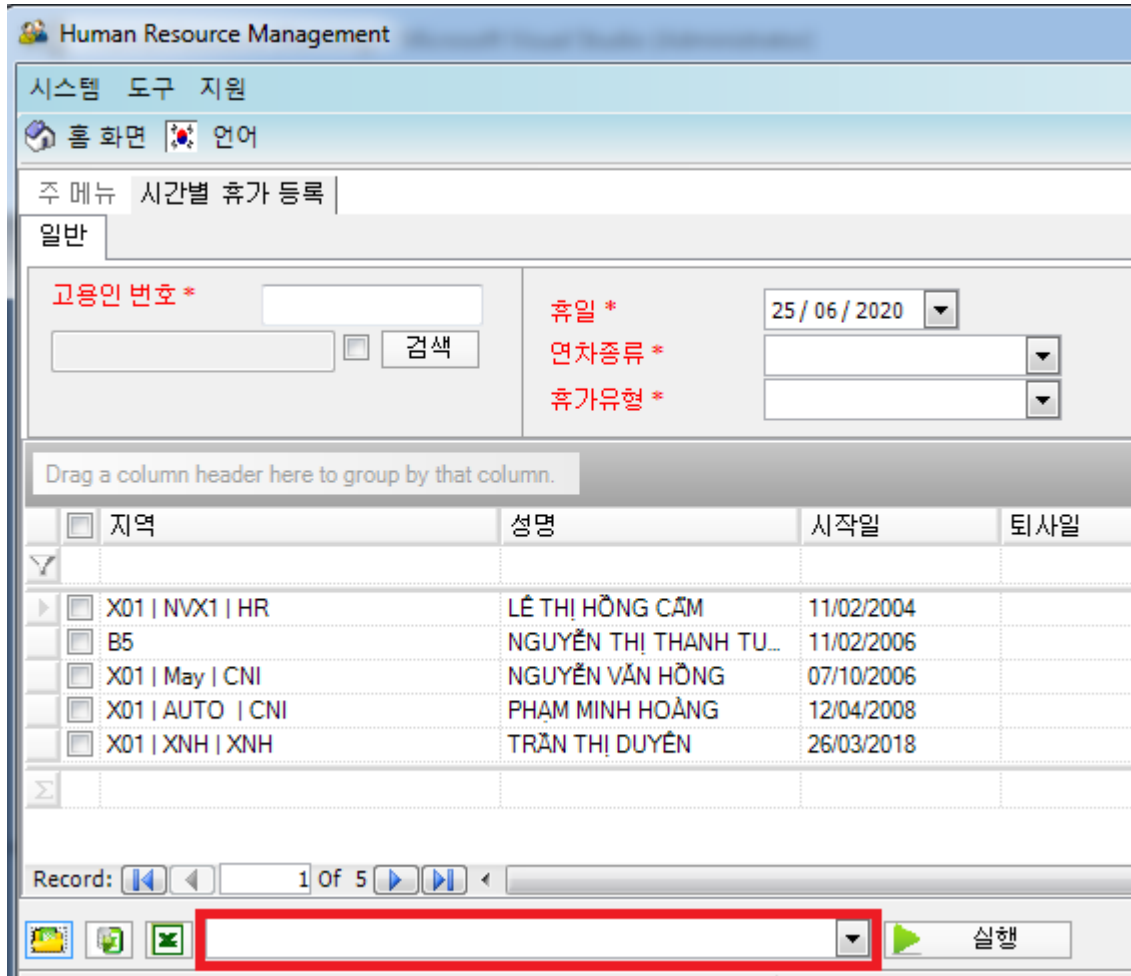 Human Resource Management
시스템 도구 지원
홈 화면 언어
주 메뉴 시간별 휴가 등록
일반
고용인 번호 *
검색
휴일 * 25 / 06 / 2020
연차종류 *
휴가유형 *
Drag a column header here to group by that column.
지역 성명 시작일 퇴사일
X01 | NVX1 | HR LÊ THỊ HỒNG CẨM 11/02/2004
B5 NGUYỄN THỊ THANH TU... 11/02/2006
X01 | May | CNI NGUYỄN VĂN HỒNG 07/10/2006
X01 | AUTO | CNI PHẠM MINH HOÀNG 12/04/2008
X01 | XNH | XNH TRẦN THỊ DUYÊN 26/03/2018
Record: 1 Of 5
실행